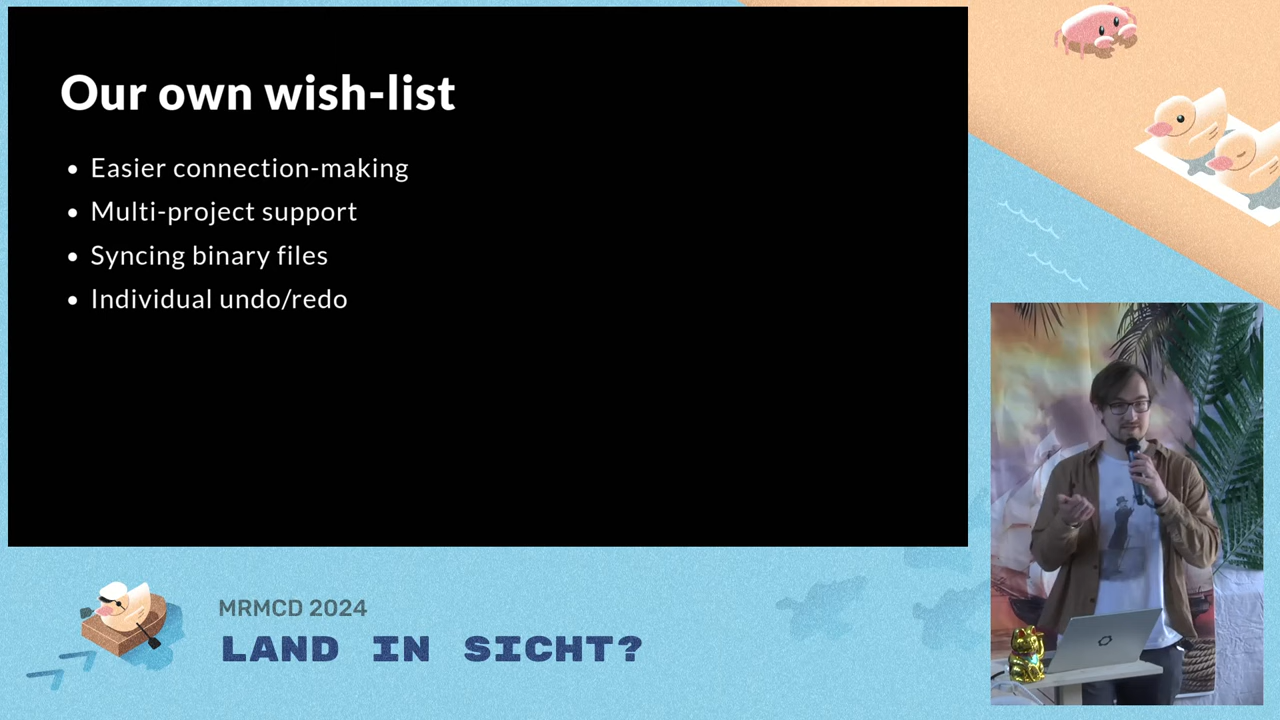 Our own wish-list
Easier connection-making
Multi-project support
Syncing binary files
Individual undo/redo
MRMCD 2024
LAND IN SICHT?